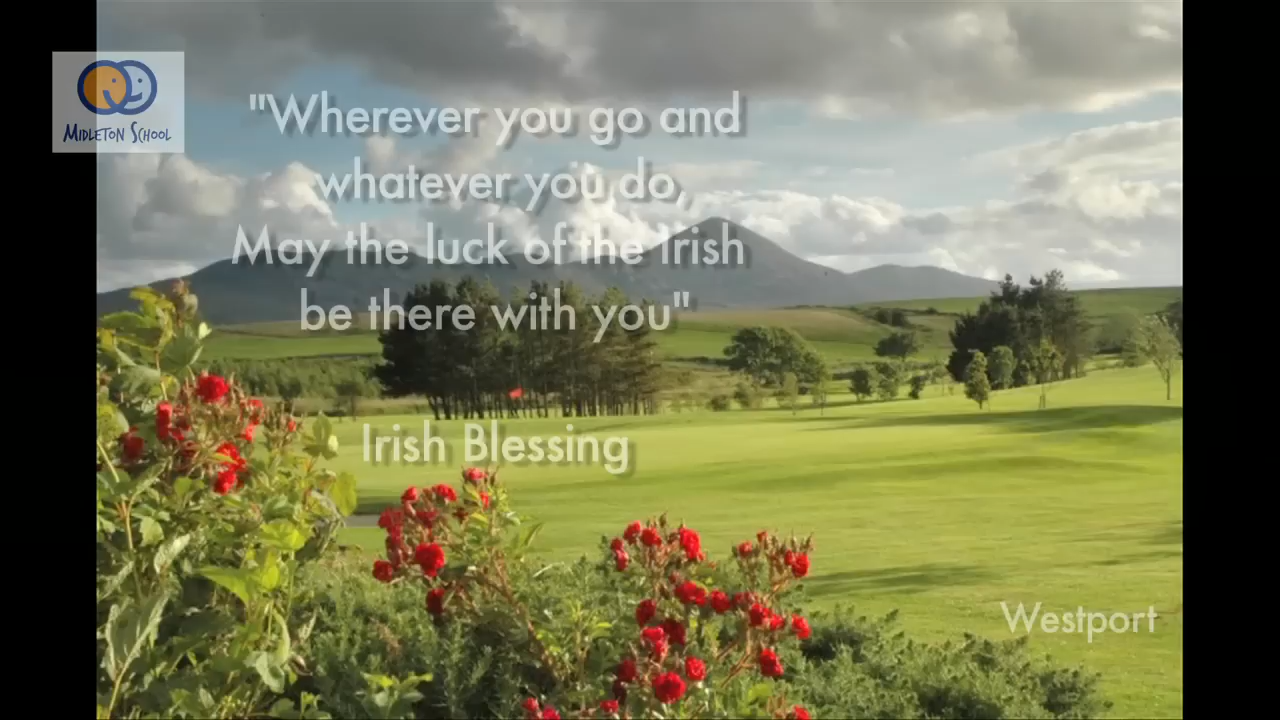 MIDLETON SCHOOL
"Wherever you go and
whatever you do,
May the luck of the Irish
be there with you"
Irish Blessing
Westport